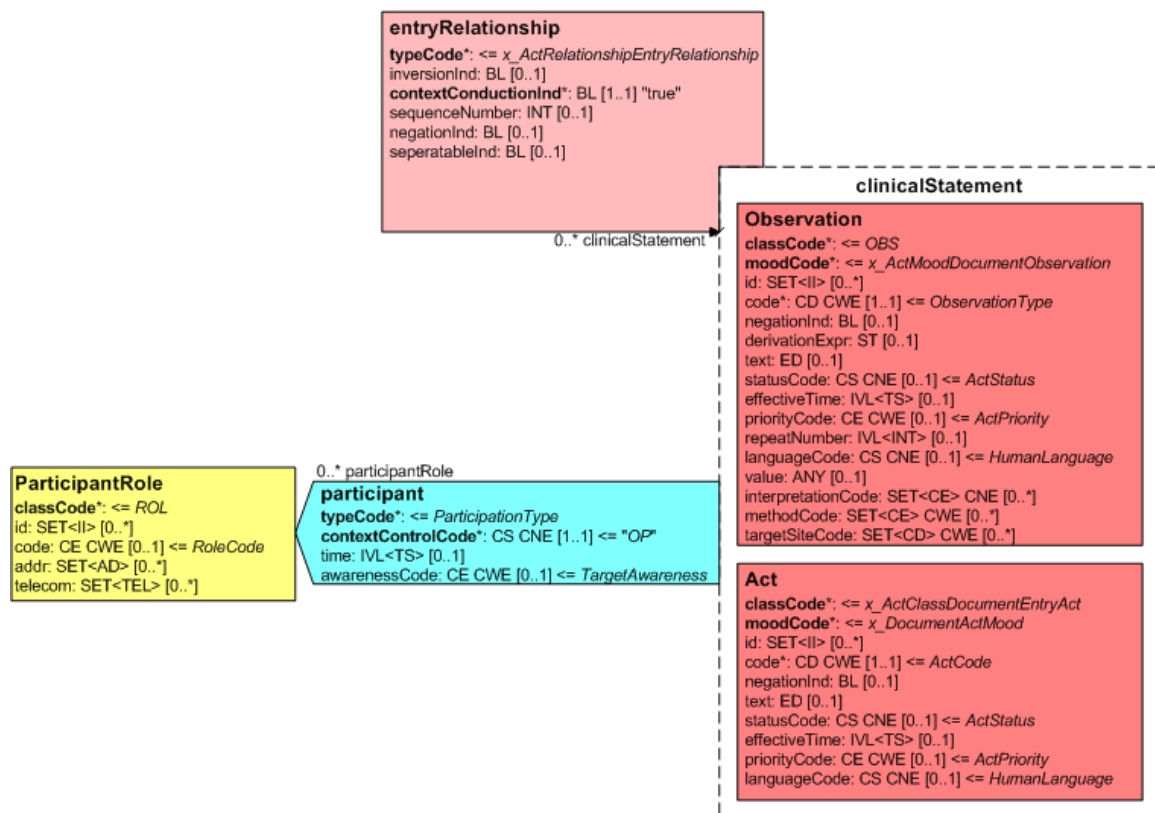 entryRelationship
typeCode*: <= x_ActRelationshipEntryRelationship
inversionInd: BL [0..1]
contextConductionInd*: BL [1..1] "true"
sequenceNumber: INT [0..1]
negationInd: BL [0..1]
seperatableInd: BL [0..1]
0..* clinicalStatement
clinicalStatement
Observation
classCode*: <= OBS
moodCode*: <= x_ActMoodDocumentObservation
id: SET<II> [0..*]
code*: CD CWE [1..1] <= ObservationType
negationInd: BL [0..1]
derivationExpr: ST [0..1]
text: ED [0..1]
statusCode: CS CNE [0..1] <= ActStatus
effectiveTime: IVL<TS> [0..1]
priorityCode: CE CWE [0..1] <= ActPriority
repeatNumber: IVL<INT> [0..1]
languageCode: CS CNE [0..1] <= HumanLanguage
value: ANY [0..1]
interpretationCode: SET<CE> CNE [0..*]
methodCode: SET<CE> CWE [0..*]
targetSiteCode: SET<CD> CWE [0..*]
ParticipantRole
classCode*: <= ROL
id: SET<II> [0..*]
code: CE CWE [0..1] <= RoleCode
addr: SET<AD> [0..*]
telecom: SET<TEL> [0..*]
0..* participantRole
participant
typeCode*: <= ParticipationType
contextControlCode*: CS CNE [1..1] <= "OP"
time: IVL<TS> [0..1]
awarenessCode: CE CWE [0..1] <= TargetAwareness
Act
classCode*: <= x_ActClassDocumentEntryAct
moodCode*: <= x_DocumentActMood
id: SET<II> [0..*]
code*: CD CWE [1..1] <= ActCode
negationInd: BL [0..1]
text: ED [0..1]
statusCode: CS CNE [0..1] <= ActStatus
effectiveTime: IVL<TS> [0..1]
priorityCode: CE CWE [0..1] <= ActPriority
languageCode: CS CNE [0..1] <= HumanLanguage